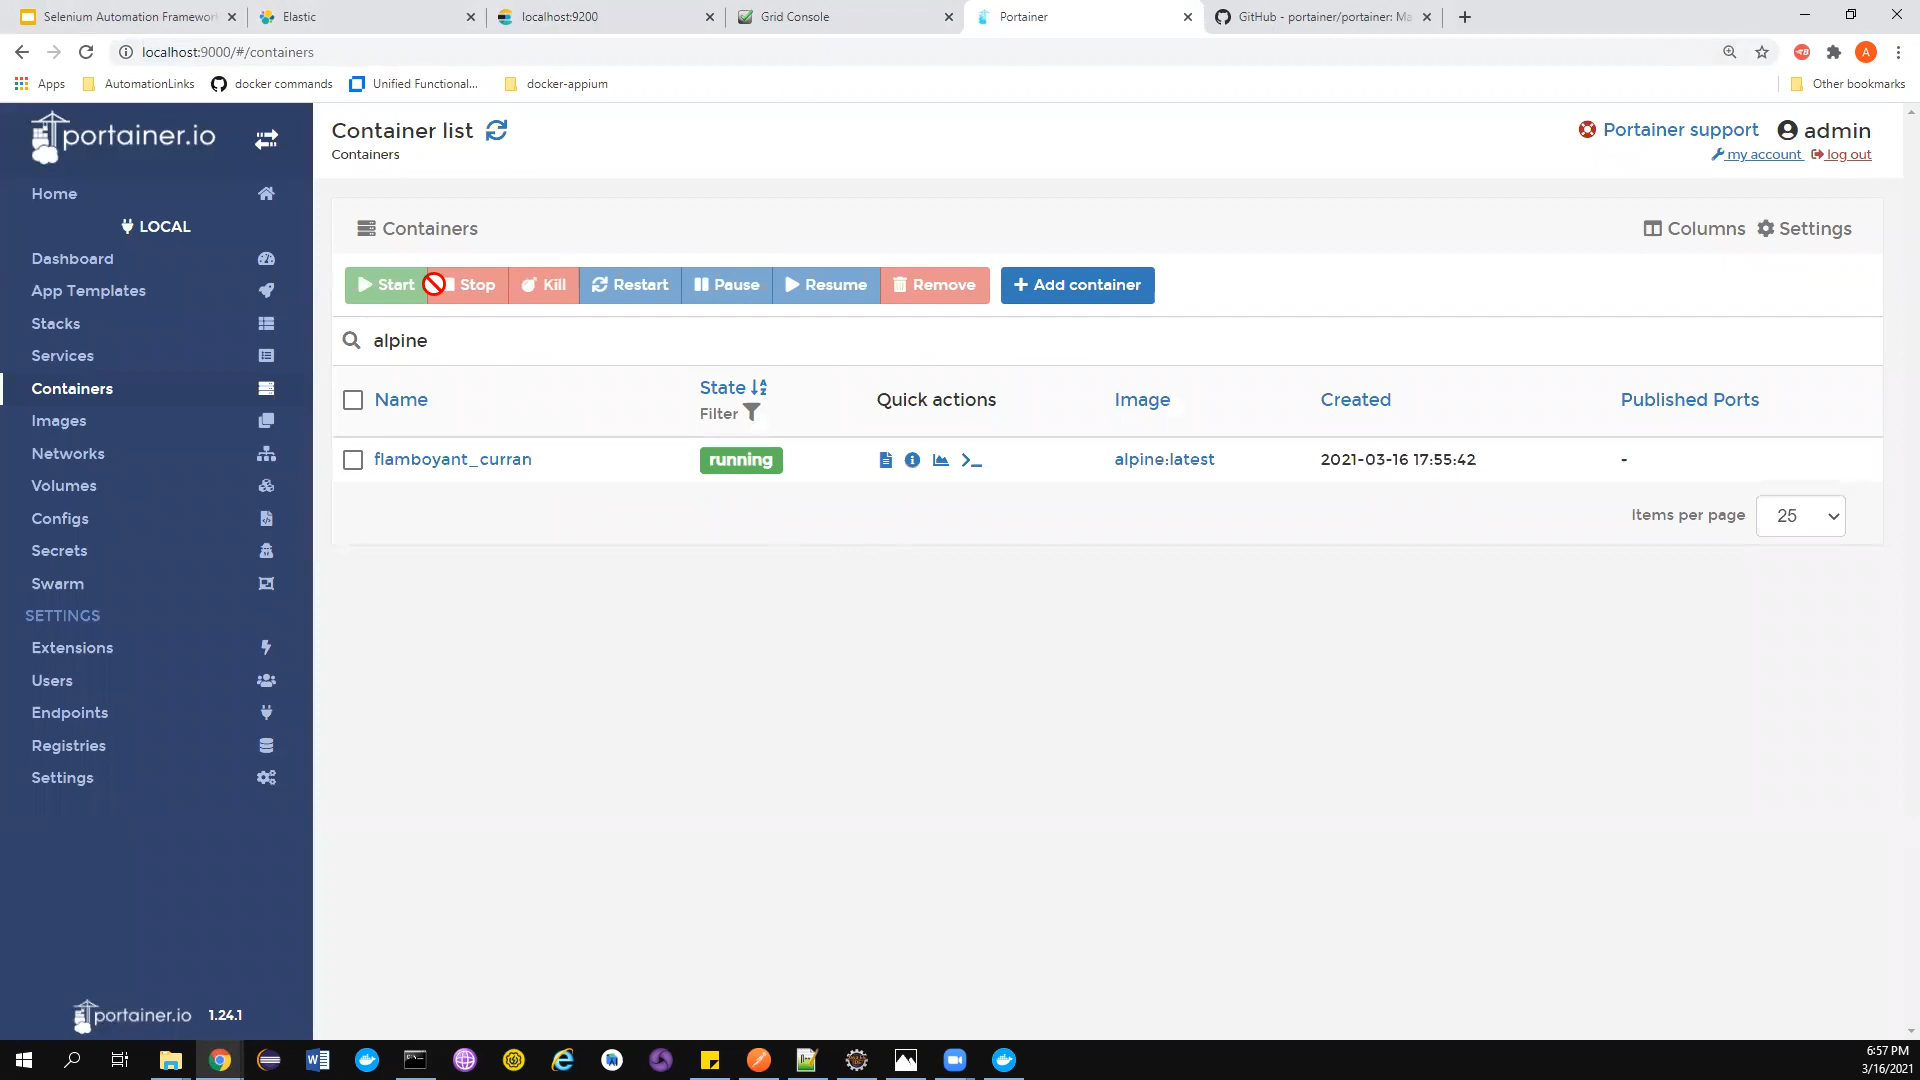 Selenium Automation Framewor
Elastic
localhost:9200
Grid Console
Portainer
GitHub - portainer/portainer: Ma
localhost:9000/#/containers
A
Apps
AutomationLinks
docker commands
Unified Functional...
docker-appium
Other bookmarks
portainer.io
Home
LOCAL
Dashboard
App Templates
Stacks
Services
Containers
Images
Networks
Volumes
Configs
Secrets
Swarm
SETTINGS
Extensions
Users
Endpoints
Registries
Settings
portainer.io 1.24.1
Container list
Containers
Portainer support
admin
my account
log out
Containers
Columns
Settings
Start
Stop
Kill
Restart
Pause
Resume
Remove
Add container
alpine
Name
State
Filter
Quick actions
Image
Created
Published Ports
flamboyant_curran
running
alpine:latest
2021-03-16 17:55:42
-
Items per page
25
6:57 PM
3/16/2021